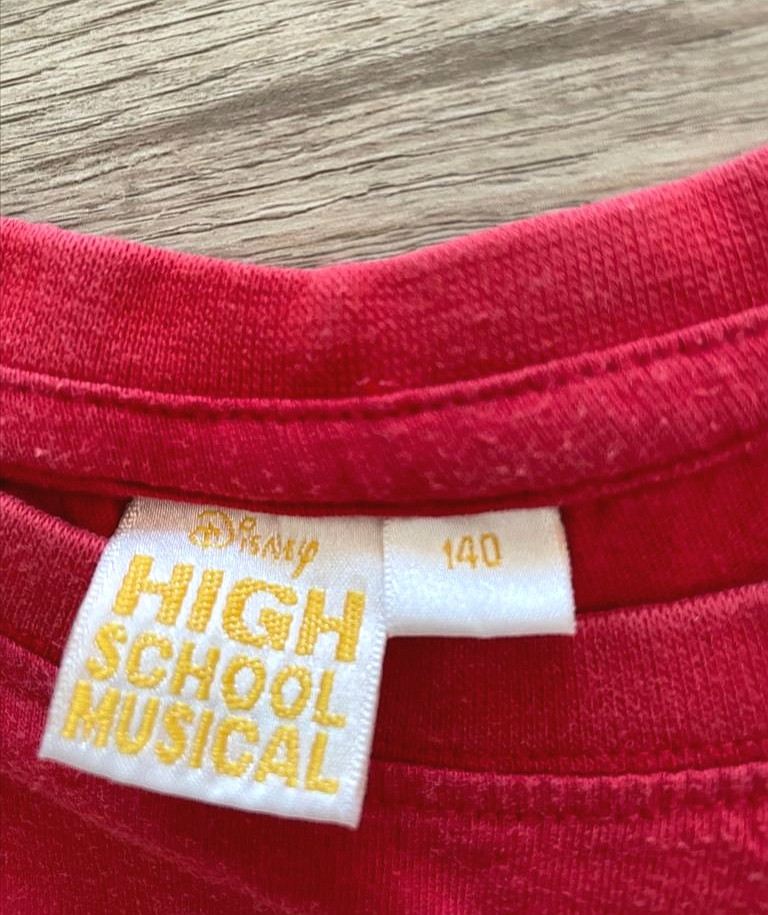 Disney
HIGH
SCHOOL
MUSICAL
140